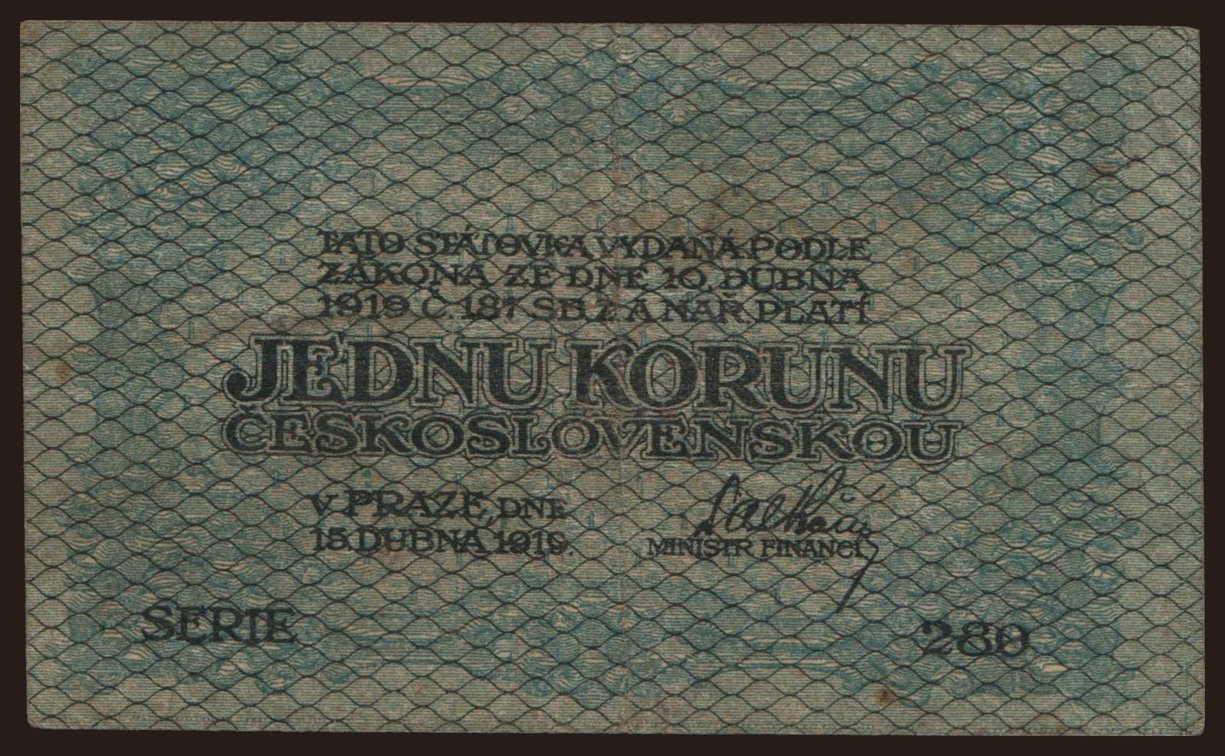 TATO STÁTOVKA VYDANÁ PODLE
ZÁKONA ZE DNE 10. DUBNA
1919 Č. 187 SB. Z. A NAŘ. PLATÍ
JEDNU KORUNU
ČESKOSLOVENSKOU
V PRAZE, DNE
15. DUBNA 1919.
MINISTR FINANCÍ
SERIE 280